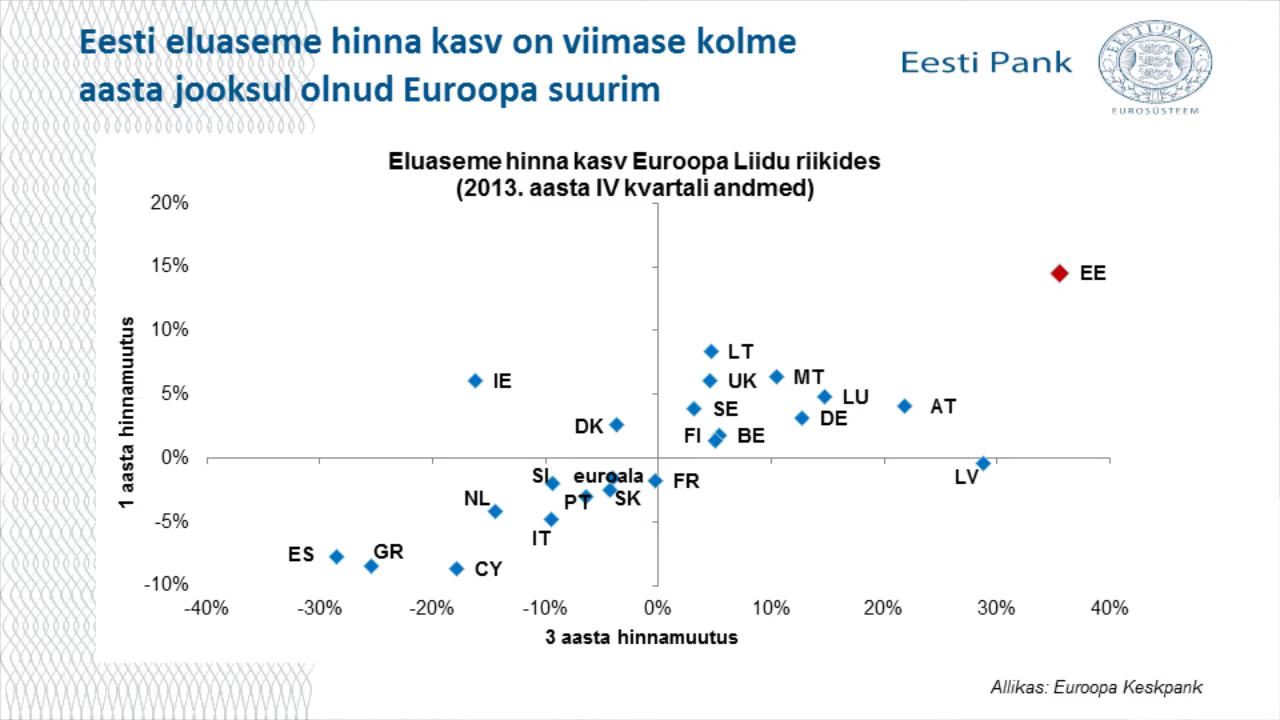 Eesti eluaseme hinna kasv on viimase kolme
aasta jooksul olnud Euroopa suurim
Eesti Pank
EESTI PANK
EUROSÜSTEEM
Eluaseme hinna kasv Euroopa Liidu riikides
(2013. aasta IV kvartali andmed)
20%
15%
10%
5%
0%
-5%
-10%
1 aasta hinnamuutus
EE
LT
IE
UK
MT
LU
SE
AT
DE
DK
FI
BE
SI
euroala
FR
LV
NL
PT
SK
IT
ES
GR
CY
-40%
-30%
-20%
-10%
0%
10%
20%
30%
40%
3 aasta hinnamuutus
Allikas: Euroopa Keskpank